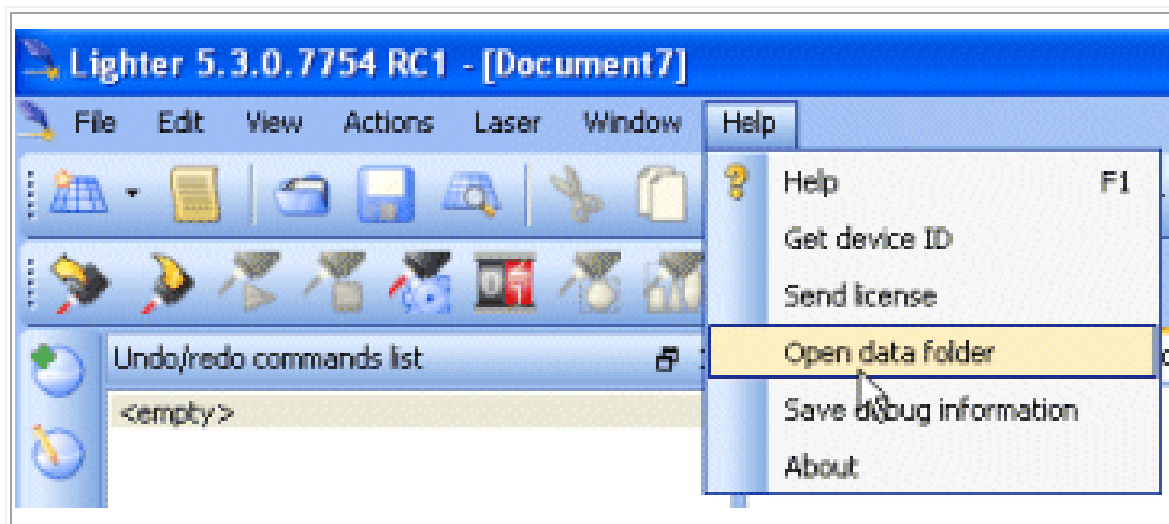 Lighter 5.3.0.7754 RC1 - [Document7]
File Edit View Actions Laser Window Help
Help F1
Get device ID
Send license
Undo/redo commands list
Open data folder
<empty>
Save debug information
About